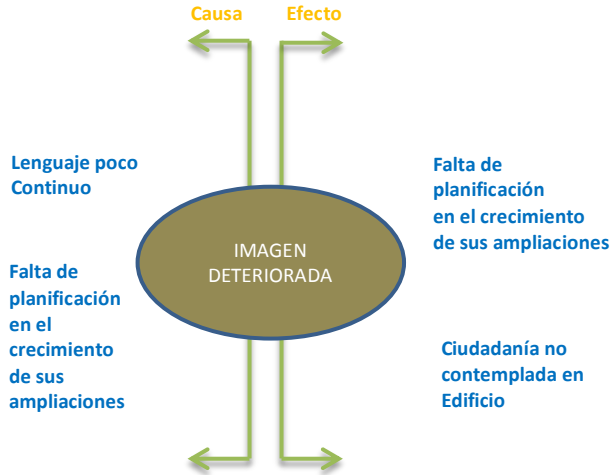 Causa
Efecto
Lenguaje poco
Continuo
Falta de
planificación
en el crecimiento
de sus ampliaciones
IMAGEN
DETERIORADA
Falta de
planificación
en el
crecimiento
de sus
ampliaciones
Ciudadanía no
contemplada en
Edificio